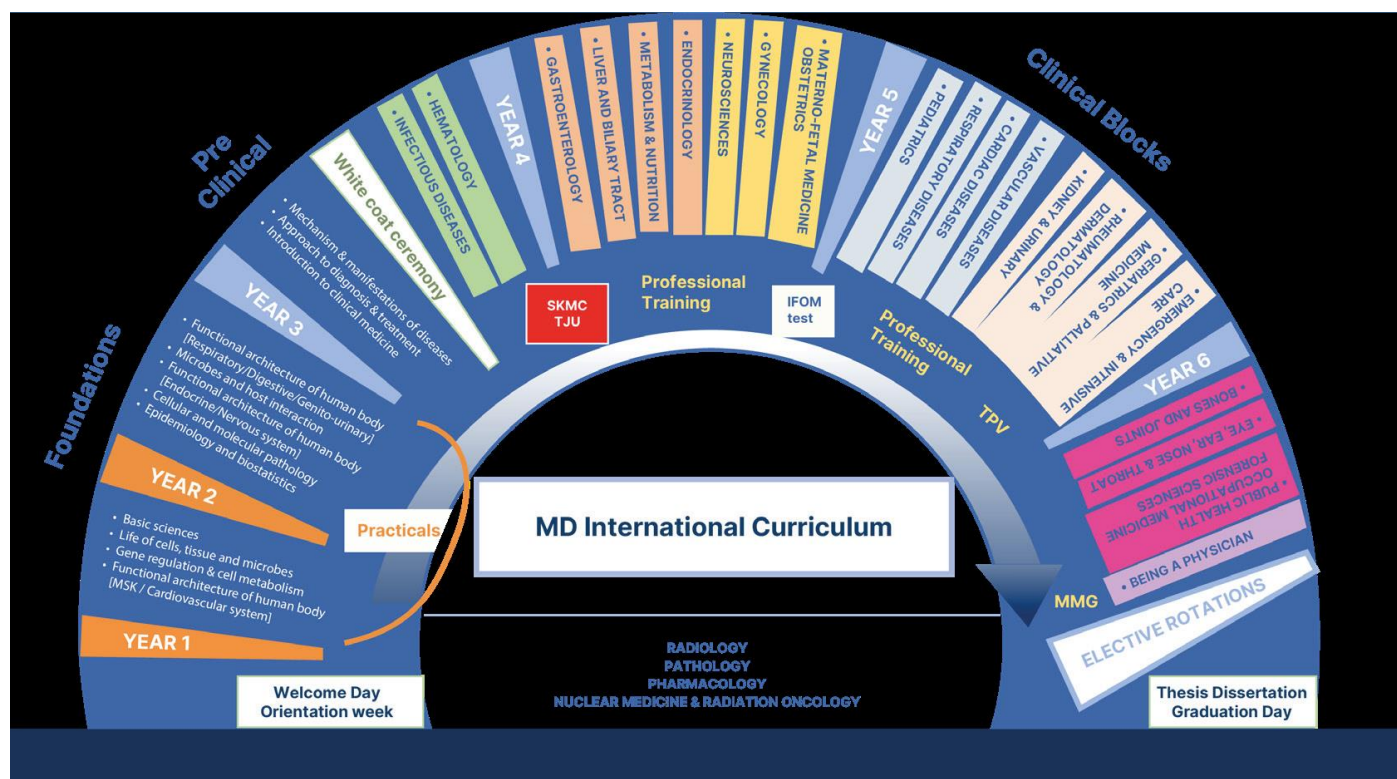 Foundations
Pre
Clinical
Clinical Blocks
Welcome Day
Orientation week
YEAR 1
• Basic sciences
• Life of cells, tissue and microbes
• Gene regulation & cell metabolism
• Functional architecture of human body
[MSK / Cardiovascular system]
Practicals
YEAR 2
• Functional architecture of human body
[Respiratory/Digestive/Genito-urinary]
• Microbes and host interaction
• Functional architecture of human body
[Endocrine/Nervous system]
• Cellular and molecular pathology
• Epidemiology and biostatistics
YEAR 3
• Mechanism & manifestations of diseases
• Approach to diagnosis & treatment
• Introduction to clinical medicine
White coat ceremony
• INFECTIOUS DISEASES
• HEMATOLOGY
YEAR 4
• GASTROENTEROLOGY
• LIVER AND BILIARY TRACT
• METABOLISM & NUTRITION
• ENDOCRINOLOGY
• NEUROSCIENCES
• GYNECOLOGY
• MATERNO-FETAL MEDICINE
OBSTETRICS
SKMC
TJU
Professional
Training
IFOM
test
YEAR 5
• PEDIATRICS
• RESPIRATORY DISEASES
• CARDIAC DISEASES
• VASCULAR DISEASES
• KIDNEY & URINARY
• RHEUMATOLOGY &
DERMATOLOGY
• GERIATRICS & PALLIATIVE
MEDICINE
• EMERGENCY & INTENSIVE
CARE
Professional
Training
TPV
YEAR 6
• BONES AND JOINTS
• EYE, EAR, NOSE & THROAT
• PUBLIC HEALTH
OCCUPATIONAL MEDICINE
FORENSIC SCIENCES
• BEING A PHYSICIAN
MMG
ELECTIVE ROTATIONS
Thesis Dissertation
Graduation Day
MD International Curriculum
RADIOLOGY
PATHOLOGY
PHARMACOLOGY
NUCLEAR MEDICINE & RADIATION ONCOLOGY